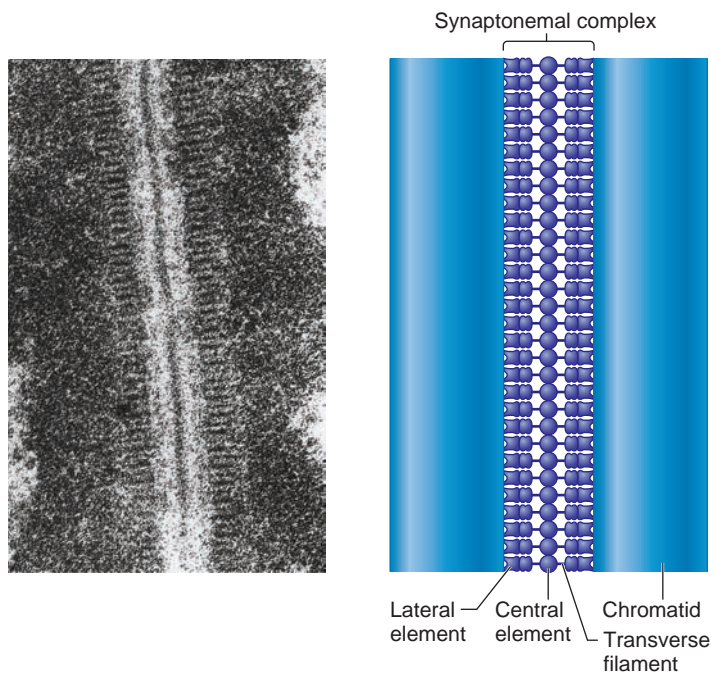 Synaptonemal complex
Lateral
element
Central
element
Chromatid
Transverse
filament